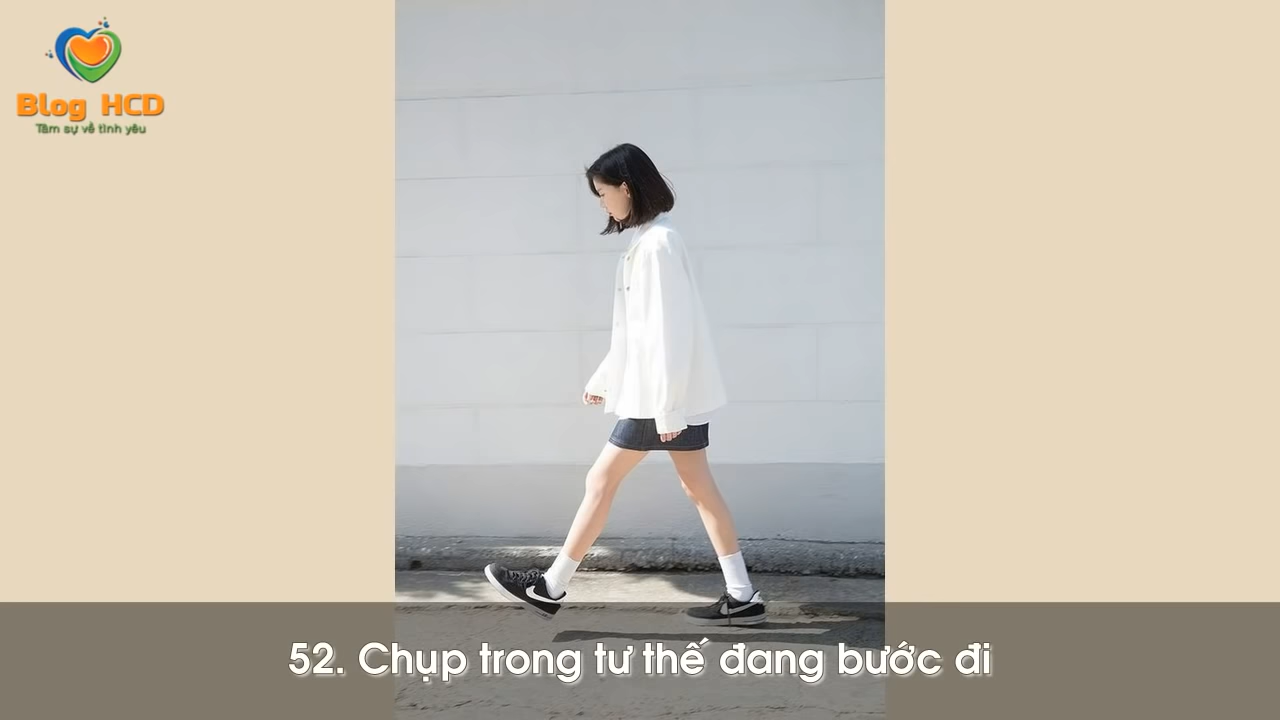 Blog HCD
Tâm sự về tình yêu
52. Chụp trong tư thế đang bước đi